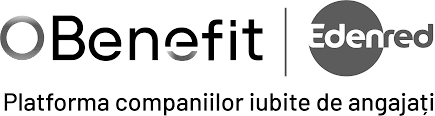 Benefit
Edenred
Platforma companiilor iubite de angajați